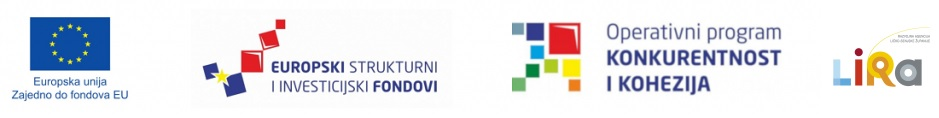 Europska unija
Zajedno do fondova EU
EUROPSKI STRUKTURNI
I INVESTICIJSKI FONDOVI
Operativni program
KONKURENTNOST
I KOHEZIJA
LiRa